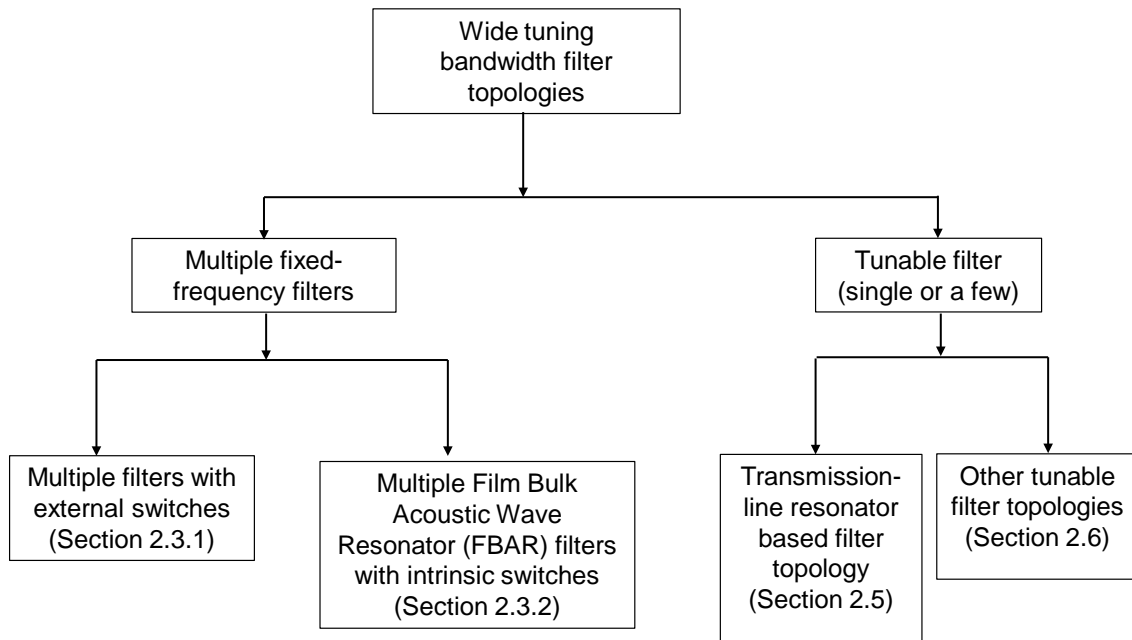 Wide tuning
bandwidth filter
topologies
Multiple fixed-
frequency filters
Tunable filter
(single or a few)
Multiple filters with
external switches
(Section 2.3.1)
Multiple Film Bulk
Acoustic Wave
Resonator (FBAR) filters
with intrinsic switches
(Section 2.3.2)
Transmission-
line resonator
based filter
topology
(Section 2.5)
Other tunable
filter topologies
(Section 2.6)